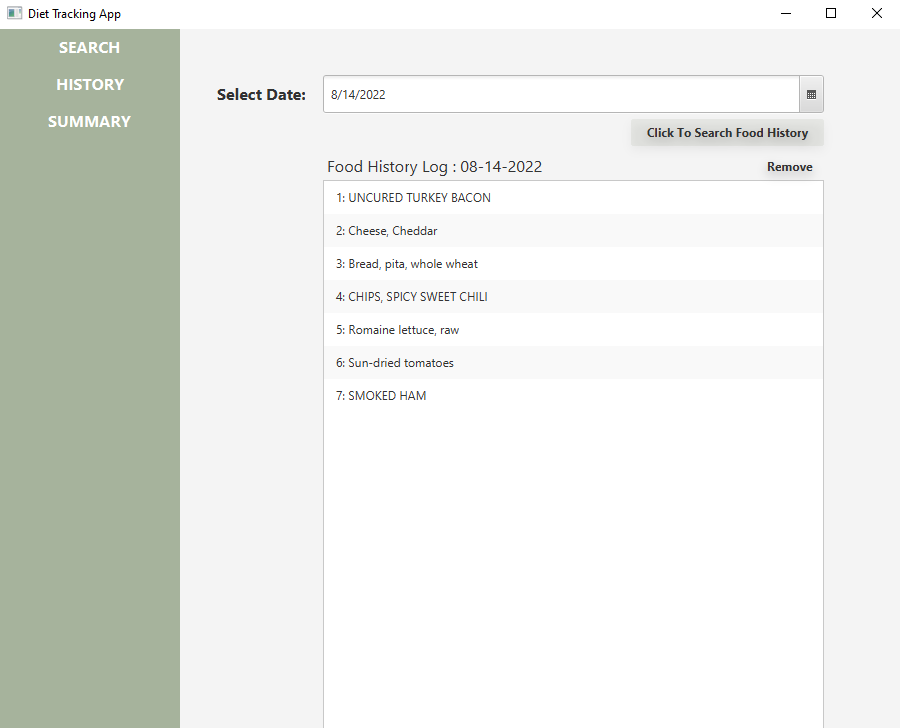 Diet Tracking App
SEARCH
HISTORY
SUMMARY
Select Date: 8/14/2022
Click To Search Food History
Food History Log : 08-14-2022 Remove
1: UNCURED TURKEY BACON
2: Cheese, Cheddar
3: Bread, pita, whole wheat
4: CHIPS, SPICY SWEET CHILI
5: Romaine lettuce, raw
6: Sun-dried tomatoes
7: SMOKED HAM